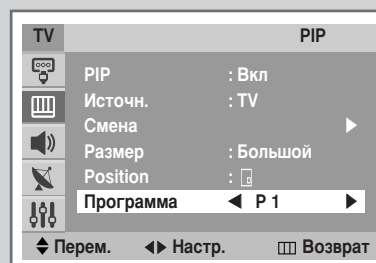 TV PIP
PIP : Вкл
Источн. : TV
Смена
Размер : Большой
Position :
Программа P 1
Перем. Настр. Возврат